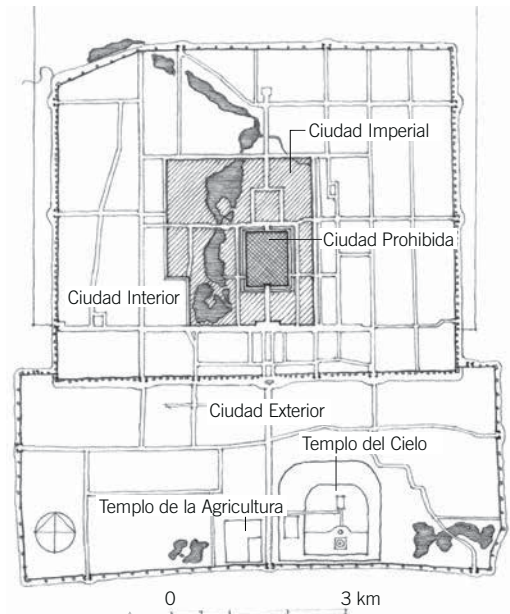 Ciudad Imperial
Ciudad Prohibida
Ciudad Interior
Ciudad Exterior
Templo del Cielo
Templo de la Agricultura
0 3 km